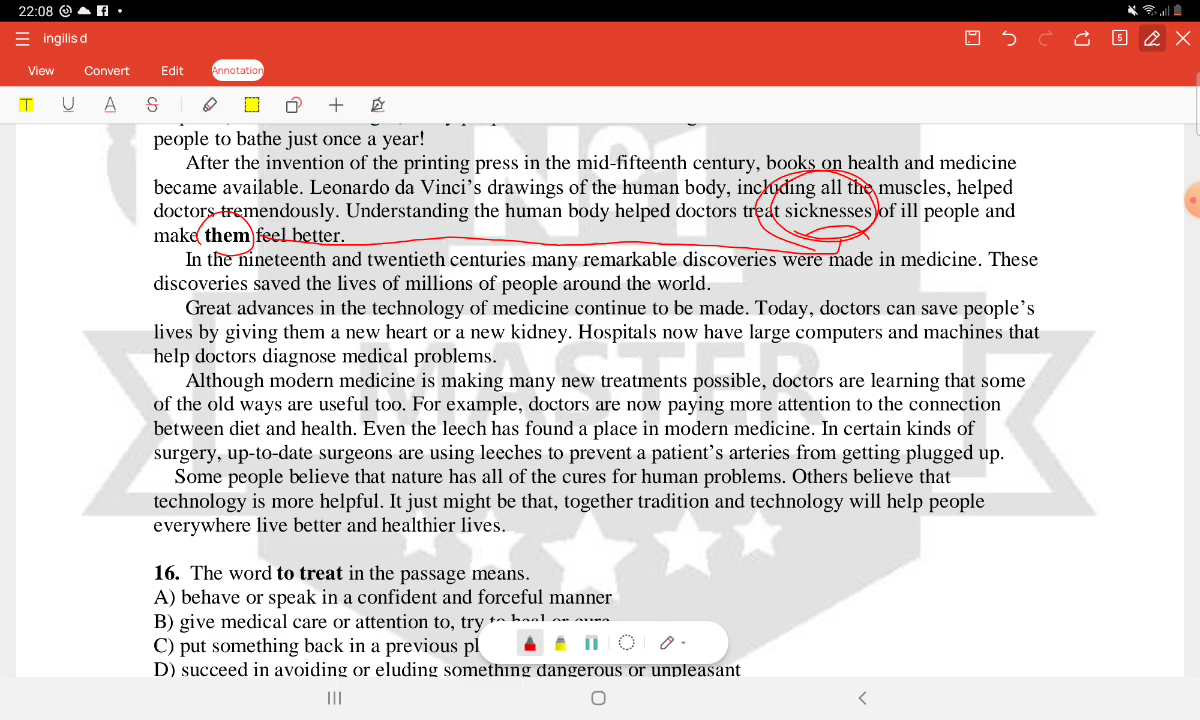 22:08
ingilis d
5
View Convert Edit Annotation
T U A S
people to bathe just once a year!
After the invention of the printing press in the mid-fifteenth century, books on health and medicine
became available. Leonardo da Vinci's drawings of the human body, including all the muscles, helped
doctors tremendously. Understanding the human body helped doctors treat sicknesses of ill people and
make them feel better.
In the nineteenth and twentieth centuries many remarkable discoveries were made in medicine. These
discoveries saved the lives of millions of people around the world.
Great advances in the technology of medicine continue to be made. Today, doctors can save people's
lives by giving them a new heart or a new kidney. Hospitals now have large computers and machines that
help doctors diagnose medical problems.
Although modern medicine is making many new treatments possible, doctors are learning that some
of the old ways are useful too. For example, doctors are now paying more attention to the connection
between diet and health. Even the leech has found a place in modern medicine. In certain kinds of
surgery, up-to-date surgeons are using leeches to prevent a patient's arteries from getting plugged up.
Some people believe that nature has all of the cures for human problems. Others believe that
technology is more helpful. It just might be that, together tradition and technology will help people
everywhere live better and healthier lives.
16. The word to treat in the passage means.
A) behave or speak in a confident and forceful manner
B) give medical care or attention to, try to heal or cure
C) put something back in a previous
D) succeed in avoiding or eluding something dangerous or unpleasant
№1
MASTER